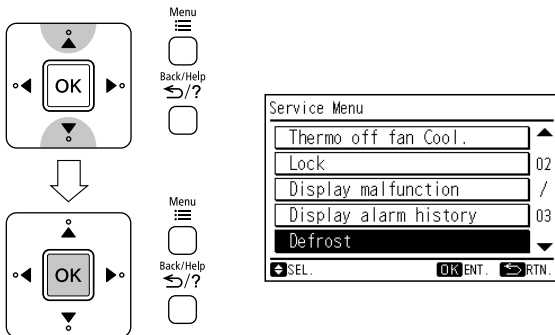 Menu
OK
Back/Help
/?
Menu
OK
Back/Help
/?
Service Menu
Thermo off fan Cool.
Lock
Display malfunction
Display alarm history
Defrost
02
/
03
SEL. OK ENT. RTN.